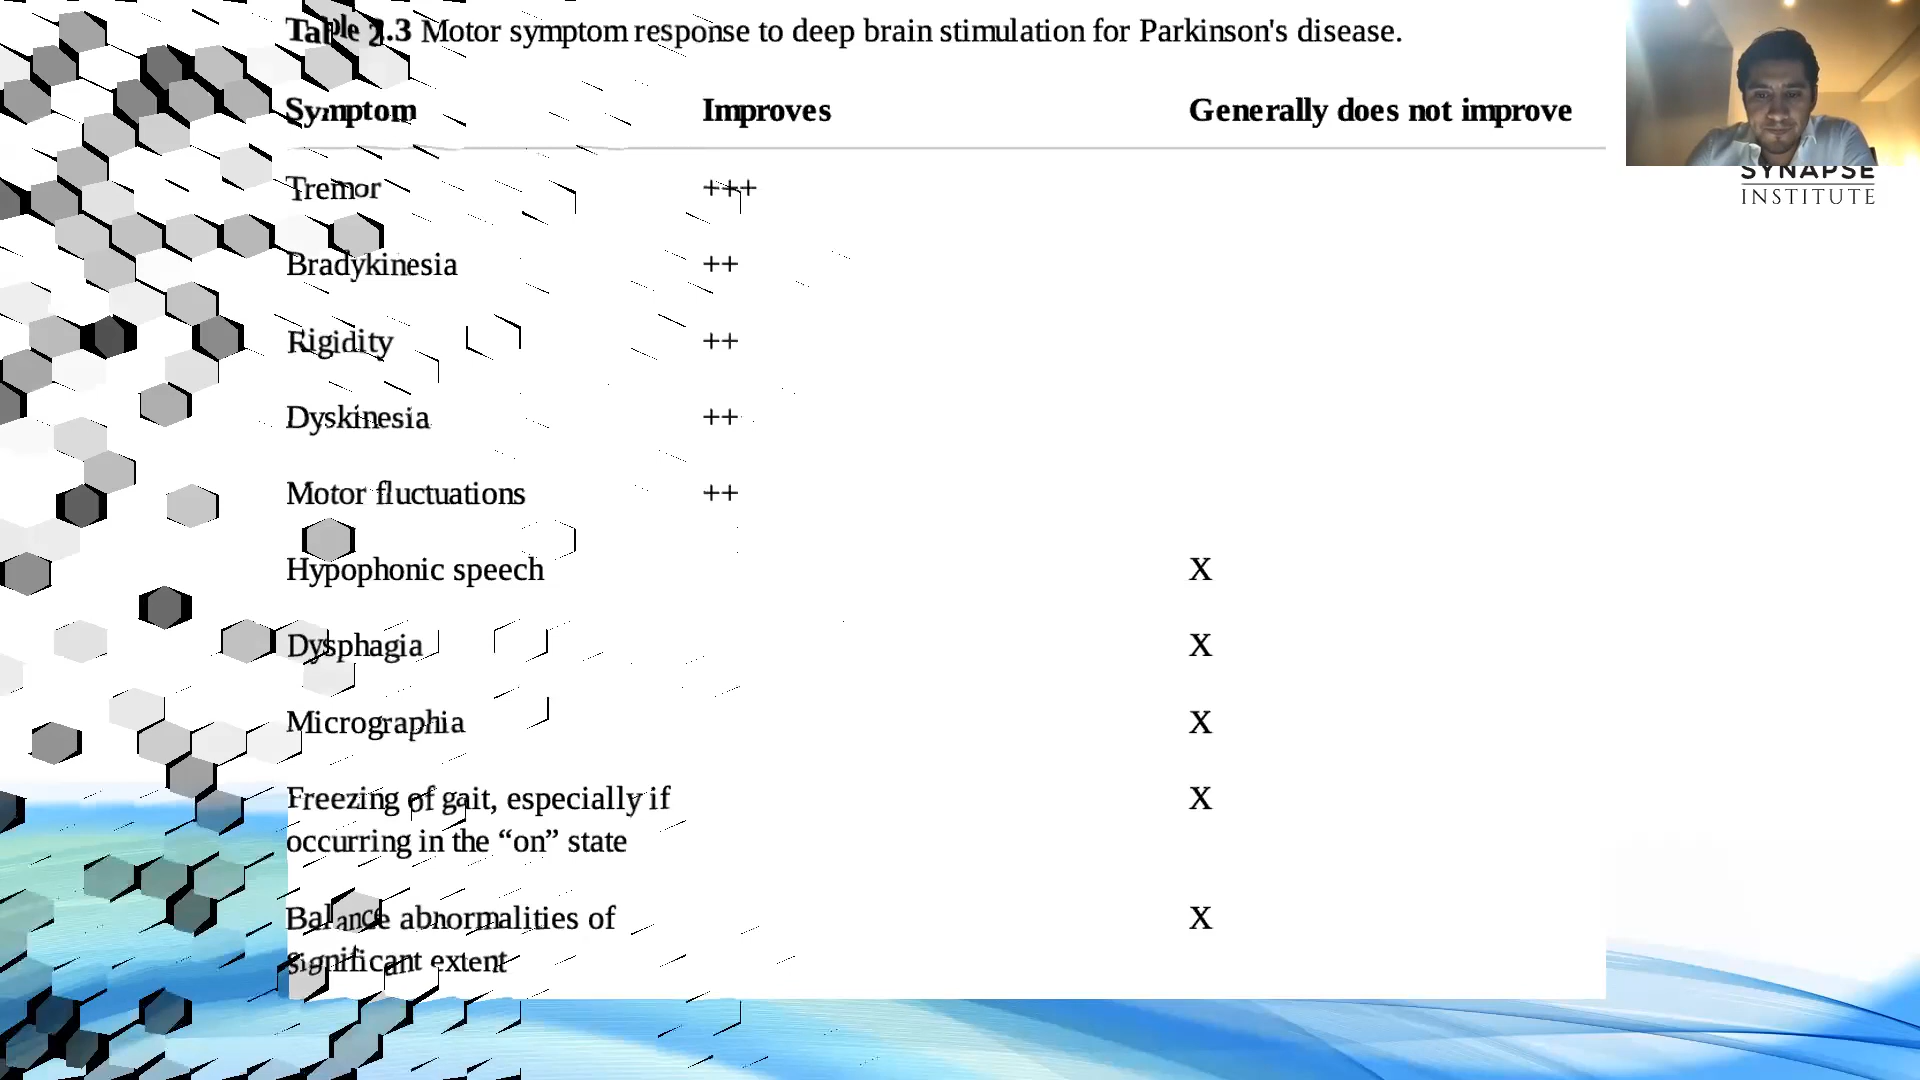 Table 2.3 Motor symptom response to deep brain stimulation for Parkinson's disease.
Symptom Improves Generally does not improve
SYNAPSE
INSTITUTE
Tremor +++
Bradykinesia ++
Rigidity ++
Dyskinesia ++
Motor fluctuations ++
Hypophonic speech X
Dysphagia X
Micrographia X
Freezing of gait, especially if X
occurring in the “on” state
Balance abnormalities of X
significant extent